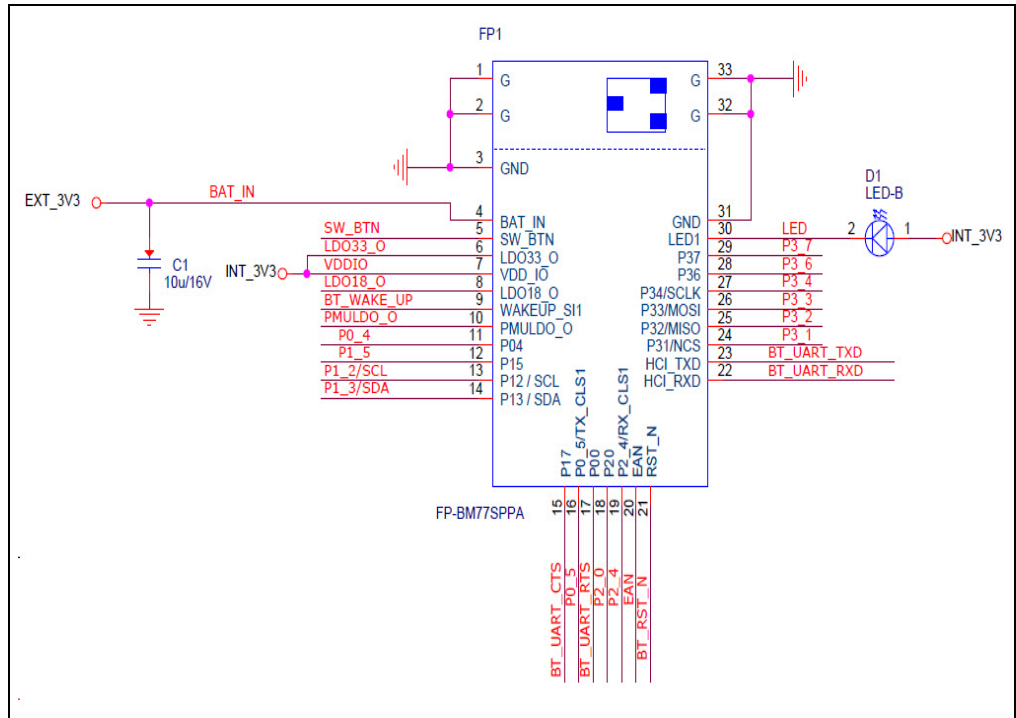 FP1
1 G
2 G
3 GND
33 G
32 G
EXT_3V3
BAT_IN
C1
10u/16V
INT_3V3
4 BAT_IN
SW_BTN 5 SW_BTN
LDO33_O 6 LDO33_O
VDDIO 7 VDD_IO
LDO18_O 8 LDO18_O
BT_WAKE_UP 9 WAKEUP_SI1
PMULDO_O 10 PMULDO_O
P0_4 11 P04
P1_5 12 P15
P1_2/SCL 13 P12 / SCL
P1_3/SDA 14 P13 / SDA
GND 31
LED1 30 LED
P37 29 P3_7
P36 28 P3_6
P34/SCLK 27 P3_4
P33/MOSI 26 P3_3
P32/MISO 25 P3_2
P31/NCS 24 P3_1
HCI_TXD 23 BT_UART_TXD
HCI_RXD 22 BT_UART_RXD
D1
LED-B
2 1
INT_3V3
P17 15 BT_UART_CTS
P0_5/TX_CLS1 16 P0_5
P00 17 BT_UART_RTS
P20 18 P2_0
P2_4/RX_CLS1 19 P2_4
EAN 20 EAN
RST_N 21 BT_RST_N
FP-BM77SPPA